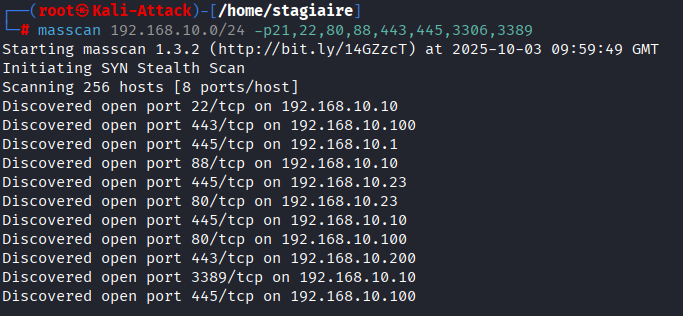 ┌──(root㉿Kali-Attack)-[/home/stagiaire]
└─# masscan 192.168.10.0/24 -p21,22,80,88,443,445,3306,3389
Starting masscan 1.3.2 (http://bit.ly/14GZzcT) at 2025-10-03 09:59:49 GMT
Initiating SYN Stealth Scan
Scanning 256 hosts [8 ports/host]
Discovered open port 22/tcp on 192.168.10.10
Discovered open port 443/tcp on 192.168.10.100
Discovered open port 445/tcp on 192.168.10.1
Discovered open port 88/tcp on 192.168.10.10
Discovered open port 445/tcp on 192.168.10.23
Discovered open port 80/tcp on 192.168.10.23
Discovered open port 445/tcp on 192.168.10.10
Discovered open port 80/tcp on 192.168.10.100
Discovered open port 443/tcp on 192.168.10.200
Discovered open port 3389/tcp on 192.168.10.10
Discovered open port 445/tcp on 192.168.10.100